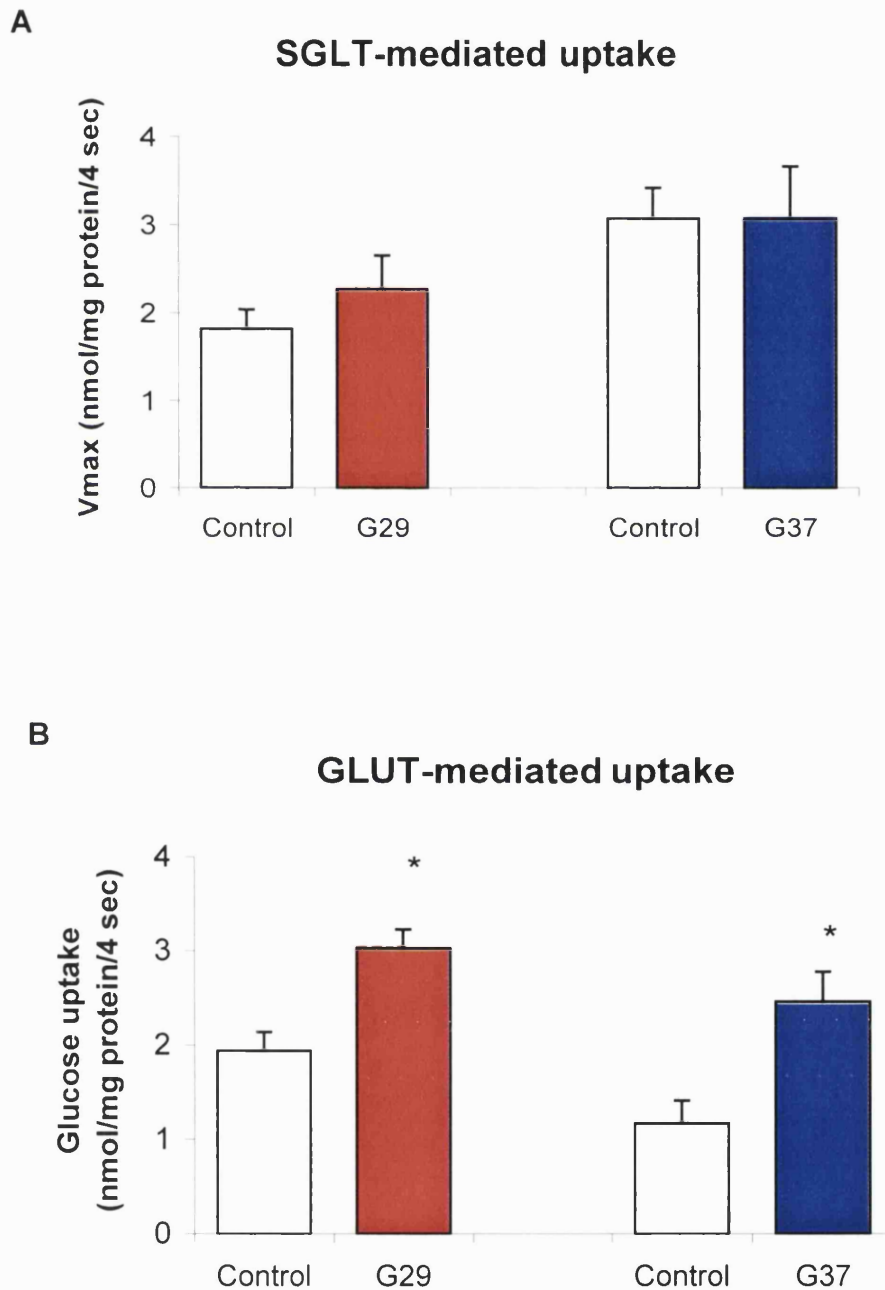 A
SGLT-mediated uptake
Vmax (nmol/mg protein/4 sec)
4
3
2
1
0
Control G29 Control G37
B
GLUT-mediated uptake
Glucose uptake
(nmol/mg protein/4 sec)
4
3
2
1
0
*
*
Control G29 Control G37